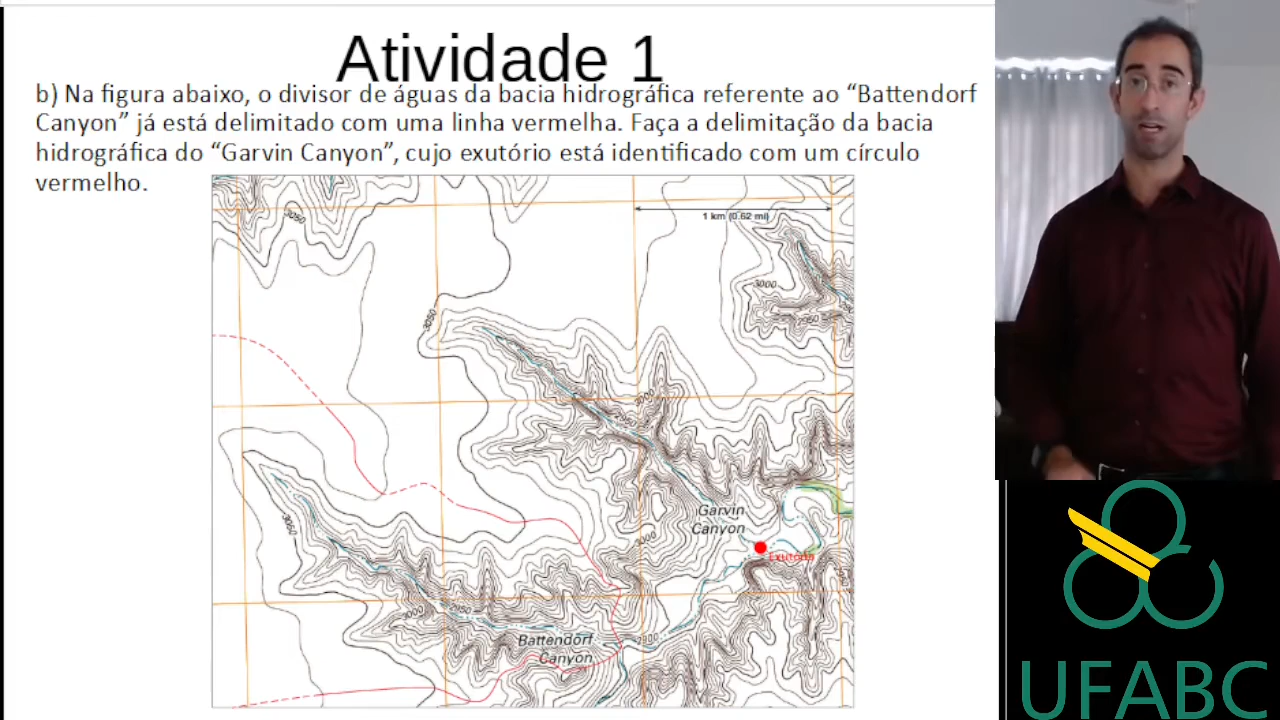 Atividade 1
b) Na figura abaixo, o divisor de águas da bacia hidrográfica referente ao “Battendorf
Canyon” já está delimitado com uma linha vermelha. Faça a delimitação da bacia
hidrográfica do “Garvin Canyon”, cujo exutório está identificado com um círculo
vermelho.
3050
1 km (0.62 mi)
3000
2950
3050
3000
2950
Garvin
Canyon
3050
3000
Exutório
3000
2950
Battendorf
Canyon
2900
UFABC